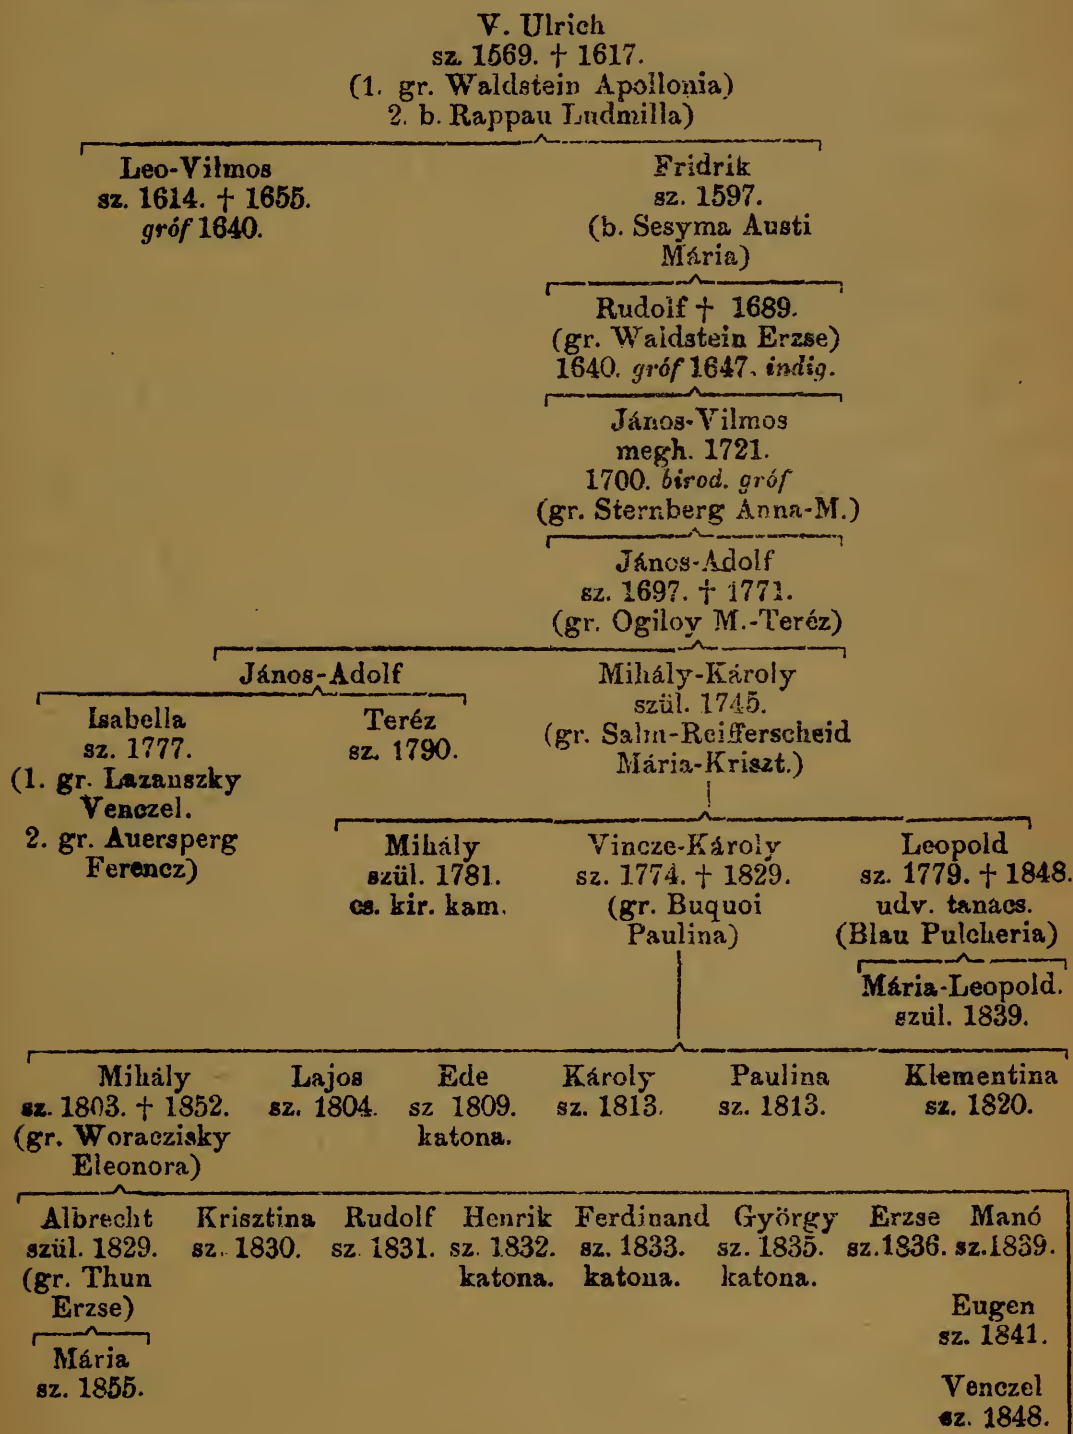 V. Ulrich
sz. 1569. † 1617.
(1. gr. Waldstein Apollonia)
2. b. Rappau Ludmilla)
Leo-Vilmos
sz. 1614. † 1655.
gróf 1640.
Fridrik
sz. 1597.
(b. Sesyma Austi
Mária)
Rudolf † 1689.
(gr. Waldstein Erzse)
1640. gróf 1647. indig.
János-Vilmos
megh. 1721.
1700. birod. gróf
(gr. Sternberg Anna-M.)
János-Adolf
sz. 1697. † 1771.
(gr. Ogiloy M.-Teréz)
János-Adolf
Isabella
sz. 1777.
(1. gr. Lazanszky
Venczel.
2. gr. Auersperg
Ferencz)
Teréz
sz. 1790.
Mihály-Károly
szül. 1745.
(gr. Salm-Reifferscheid
Mária-Kriszt.)
Mihály
szül. 1781.
cs. kir. kam.
Vincze-Károly
sz. 1774. † 1829.
(gr. Buquoi
Paulina)
Leopold
sz. 1779. † 1848.
udv. tanács.
(Blau Pulcheria)
Mária-Leopold.
szül. 1839.
Mihály
sz. 1803. † 1852.
(gr. Woraczisky
Eleonora)
Lajos
sz. 1804.
Ede
sz 1809.
katona.
Károly
sz. 1813.
Paulina
sz. 1813.
Klementina
sz. 1820.
Albrecht
szül. 1829.
(gr. Thun
Erzse)
Mária
sz. 1855.
Krisztina
sz. 1830.
Rudolf
sz. 1831.
Henrik
sz. 1832.
katona.
Ferdinand
sz. 1833.
katona.
György
sz. 1835.
katona.
Erzse
sz.1836.
Manó
sz.1839.
Eugen
sz. 1841.
Venczel
sz. 1848.